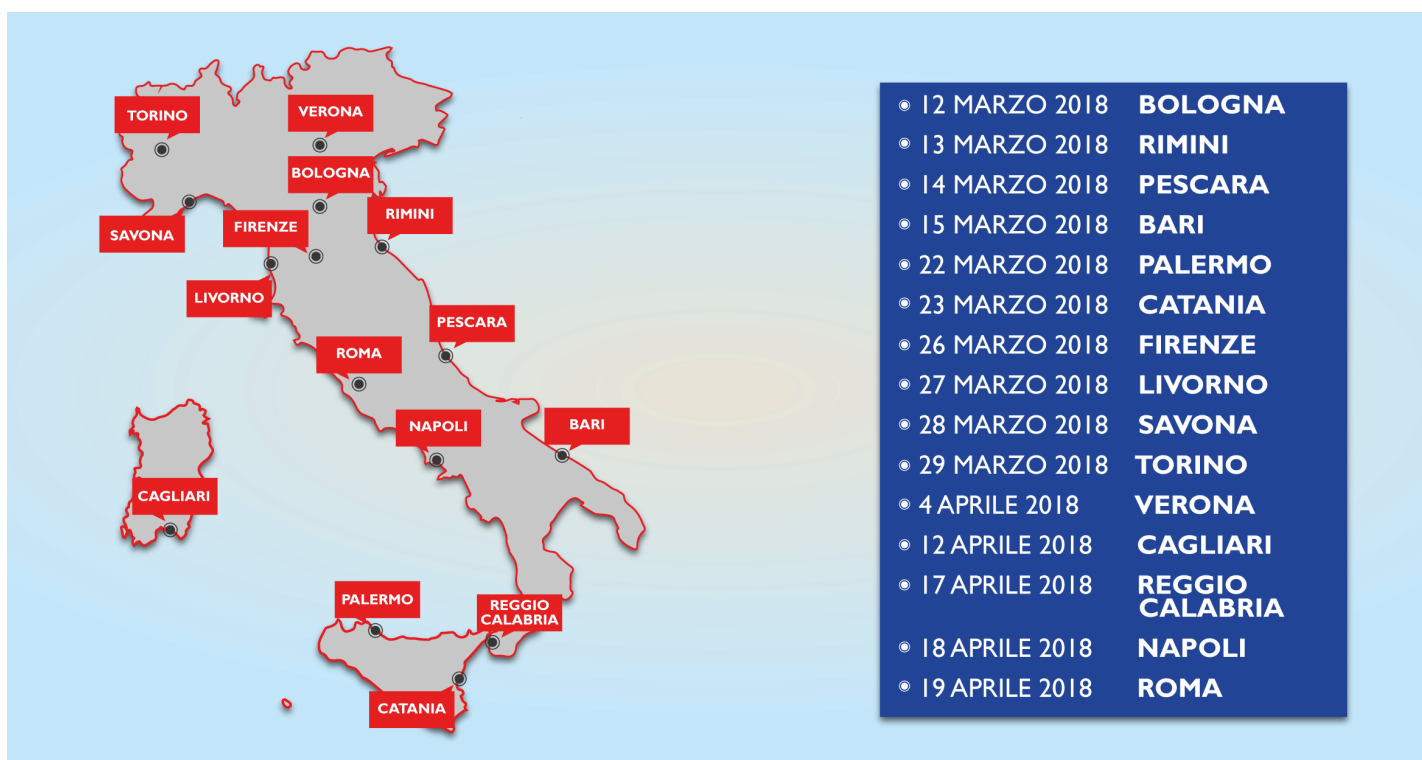 TORINO
VERONA
BOLOGNA
SAVONA
FIRENZE
RIMINI
LIVORNO
PESCARA
ROMA
NAPOLI
BARI
CAGLIARI
PALERMO
REGGIO
CALABRIA
CATANIA
12 MARZO 2018 BOLOGNA
13 MARZO 2018 RIMINI
14 MARZO 2018 PESCARA
15 MARZO 2018 BARI
22 MARZO 2018 PALERMO
23 MARZO 2018 CATANIA
26 MARZO 2018 FIRENZE
27 MARZO 2018 LIVORNO
28 MARZO 2018 SAVONA
29 MARZO 2018 TORINO
4 APRILE 2018 VERONA
12 APRILE 2018 CAGLIARI
17 APRILE 2018 REGGIO
CALABRIA
18 APRILE 2018 NAPOLI
19 APRILE 2018 ROMA